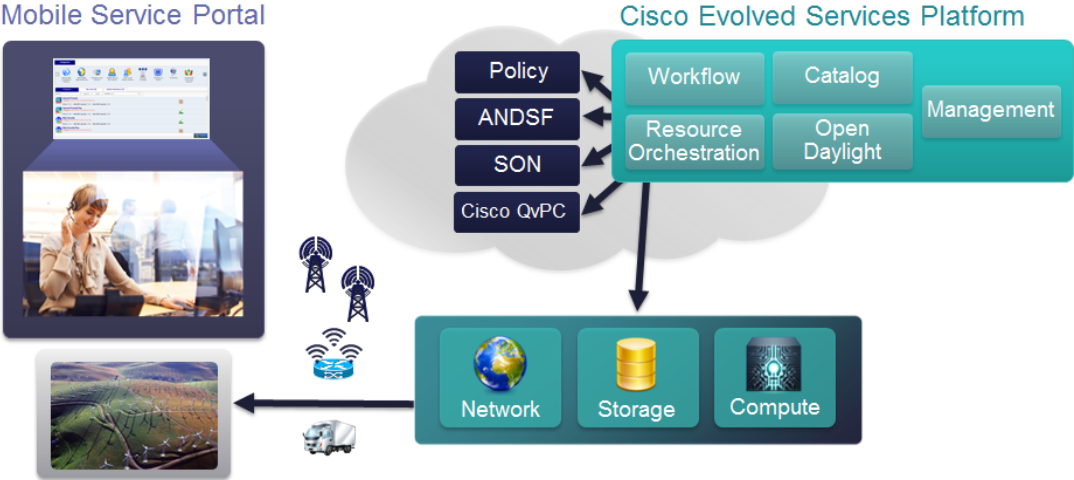 Mobile Service Portal
Cisco Evolved Services Platform
Policy
ANDSF
SON
Cisco QvPC
Workflow
Catalog
Management
Resource
Orchestration
Open
Daylight
Network
Storage
Compute